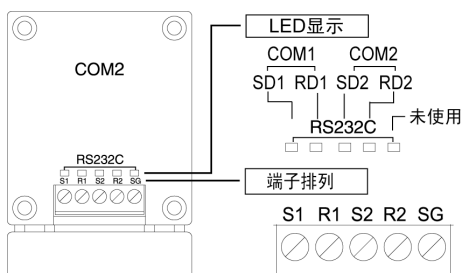 COM2
RS232C
S1 R1 S2 R2 SG
LED显示
COM1 COM2
SD1 RD1 SD2 RD2
RS232C
未使用
端子排列
S1 R1 S2 R2 SG